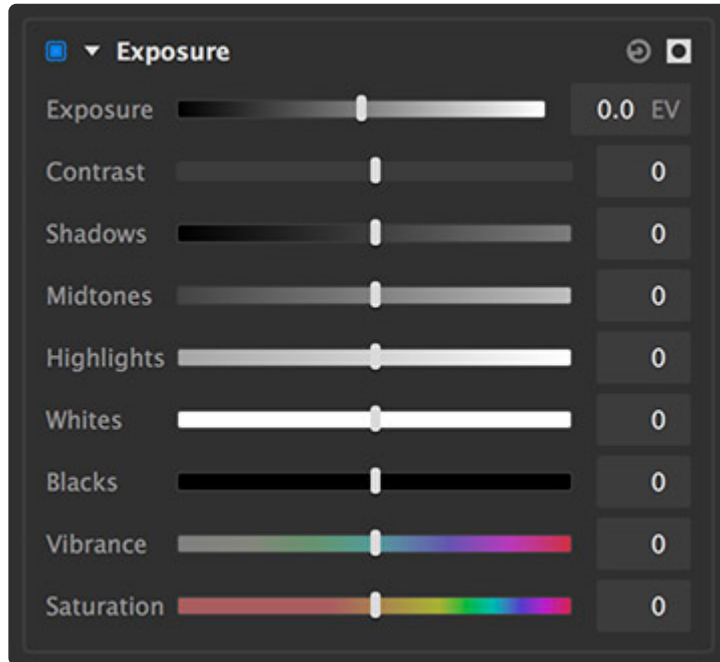 Exposure
Exposure 0.0 EV
Contrast 0
Shadows 0
Midtones 0
Highlights 0
Whites 0
Blacks 0
Vibrance 0
Saturation 0